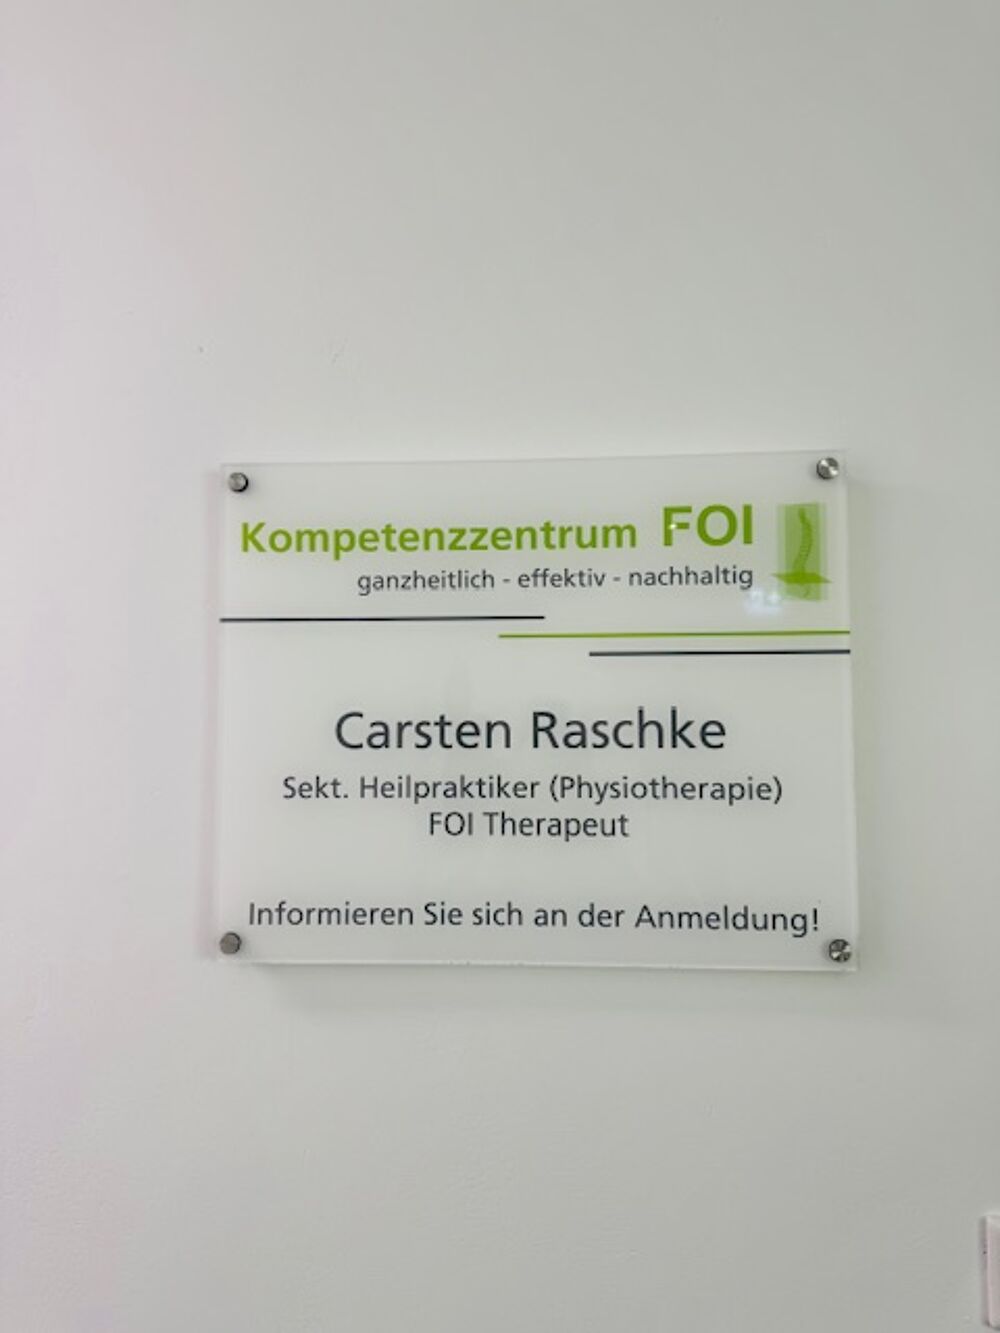 Kompetenzzentrum FOI
ganzheitlich - effektiv - nachhaltig
Carsten Raschke
Sekt. Heilpraktiker (Physiotherapie)
FOI Therapeut
Informieren Sie sich an der Anmeldung!